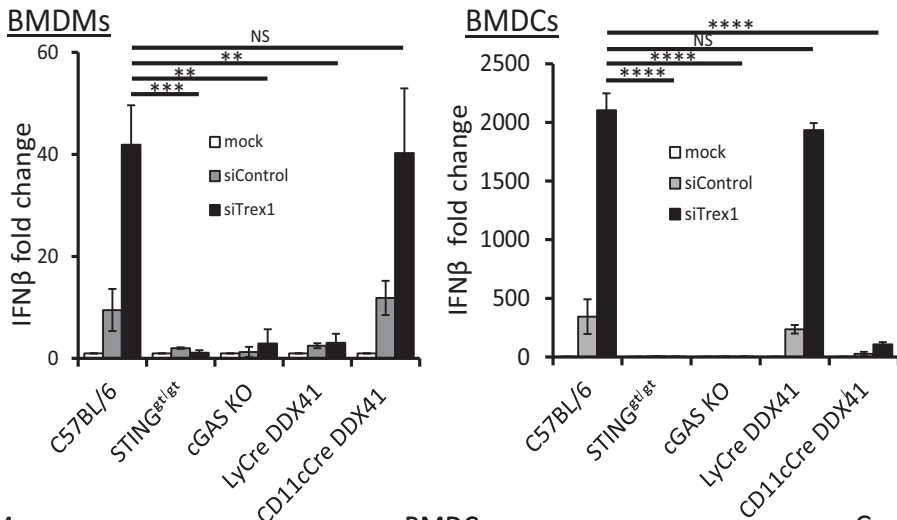 BMDMs
NS
**
**
***
60
40
20
0
IFNβ fold change
mock
siControl
siTrex1
C57BL/6
STINGgt/gt
cGAS KO
LyCre DDX41
CD11cCre DDX41
BMDCs
****
NS
****
****
2500
2000
1500
1000
500
0
IFNβ fold change
mock
siControl
siTrex1
C57BL/6
STINGgt/gt
cGAS KO
LyCre DDX41
CD11cCre DDX41